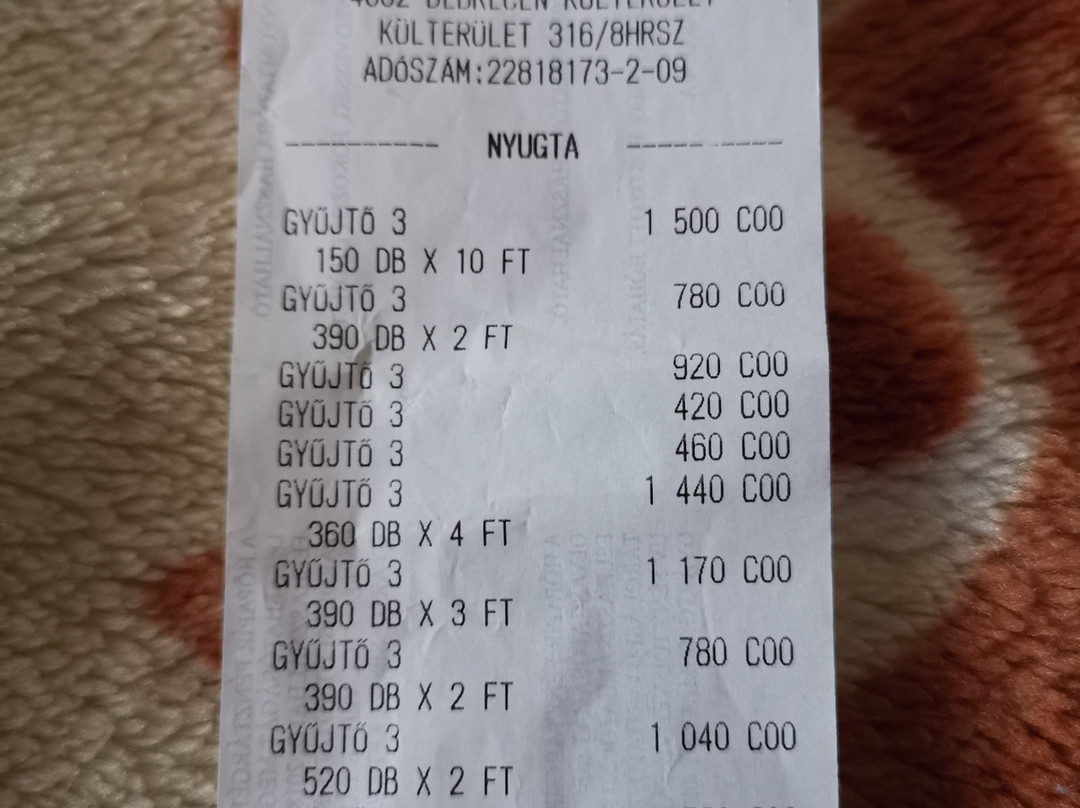 4002 DEBRECEN KÜLTERÜLET
KÜLTERÜLET 316/8HRSZ
ADÓSZÁM:22818173-2-09
---------- NYUGTA ----------
GYŰJTŐ 3 1 500 C00
150 DB X 10 FT
GYŰJTŐ 3 780 C00
390 DB X 2 FT
GYŰJTŐ 3 920 C00
GYŰJTŐ 3 420 C00
GYŰJTŐ 3 460 C00
GYŰJTŐ 3 1 440 C00
360 DB X 4 FT
GYŰJTŐ 3 1 170 C00
390 DB X 3 FT
GYŰJTŐ 3 780 C00
390 DB X 2 FT
GYŰJTŐ 3 1 040 C00
520 DB X 2 FT